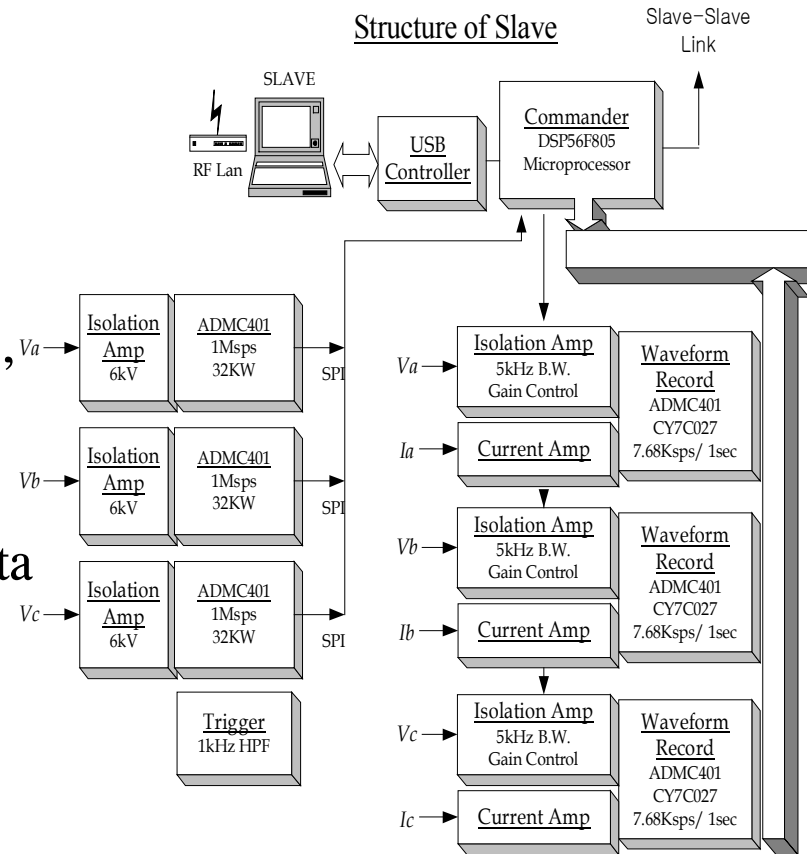 Structure of Slave
Slave-Slave
Link
SLAVE
RF Lan
USB
Controller
Commander
DSP56F805
Microprocessor
,
Va
Isolation
Amp
6kV
ADMC401
1Msps
32KW
SPI
Vb
Isolation
Amp
6kV
ADMC401
1Msps
32KW
SPI
ta
Vc
Isolation
Amp
6kV
ADMC401
1Msps
32KW
SPI
Trigger
1kHz HPF
Va
Isolation Amp
5kHz B.W.
Gain Control
Ia
Current Amp
Waveform
Record
ADMC401
CY7C027
7.68Ksps/ 1sec
Vb
Isolation Amp
5kHz B.W.
Gain Control
Ib
Current Amp
Waveform
Record
ADMC401
CY7C027
7.68Ksps/ 1sec
Vc
Isolation Amp
5kHz B.W.
Gain Control
Ic
Current Amp
Waveform
Record
ADMC401
CY7C027
7.68Ksps/ 1sec